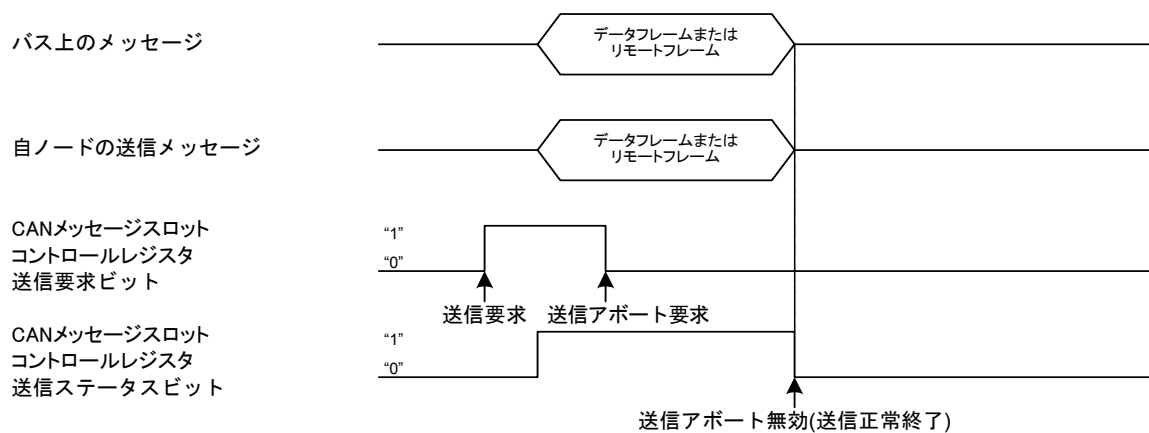 バス上のメッセージ
データフレームまたは
リモートフレーム
自ノードの送信メッセージ
データフレームまたは
リモートフレーム
CANメッセージスロット
コントロールレジスタ
送信要求ビット
“1”
“0”
送信要求
送信アボート要求
CANメッセージスロット
コントロールレジスタ
送信ステータスビット
“1”
“0”
送信アボート無効(送信正常終了)